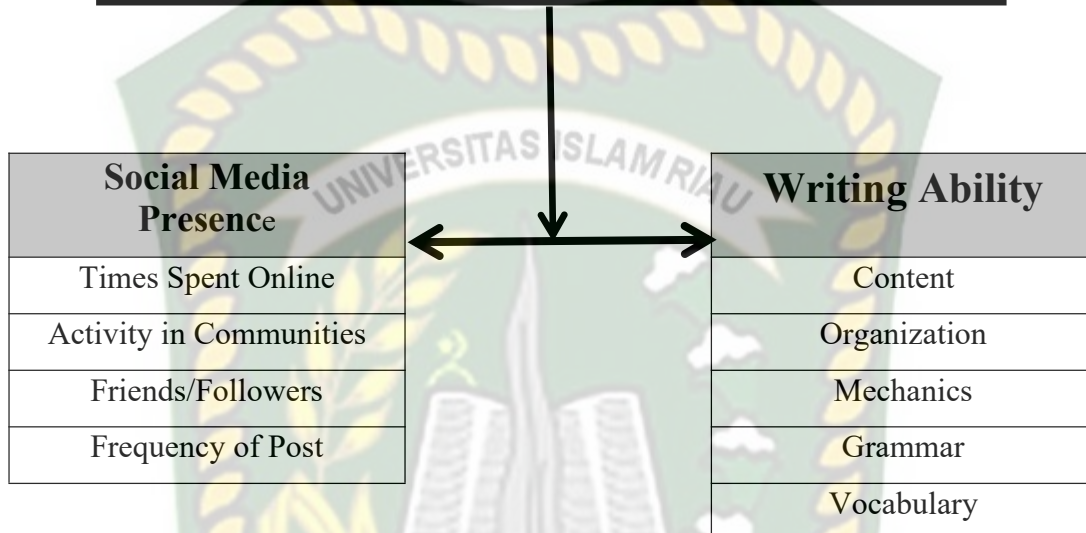 UNIVERSITAS ISLAM RIAU
Social Media
Presence
Times Spent Online
Activity in Communities
Friends/Followers
Frequency of Post
Writing Ability
Content
Organization
Mechanics
Grammar
Vocabulary